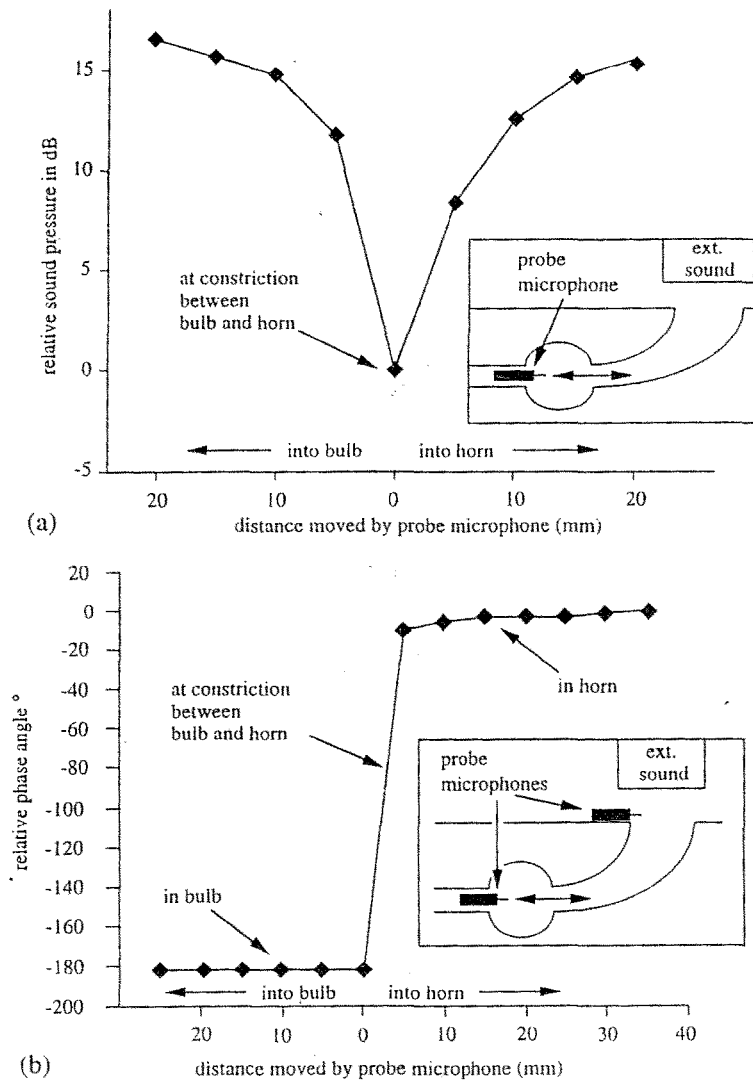 15
10
5
0
-5
relative sound pressure in dB
at constriction
between
bulb and horn
probe
microphone
ext.
sound
into bulb
into horn
20
10
0
10
20
(a)
distance moved by probe microphone (mm)
20
0
-20
-40
-60
-80
-100
-120
-140
-160
-180
-200
relative phase angle °
at constriction
between
bulb and horn
in horn
probe
microphones
ext.
sound
in bulb
into bulb
into horn
20
10
0
10
20
30
40
(b)
distance moved by probe microphone (mm)